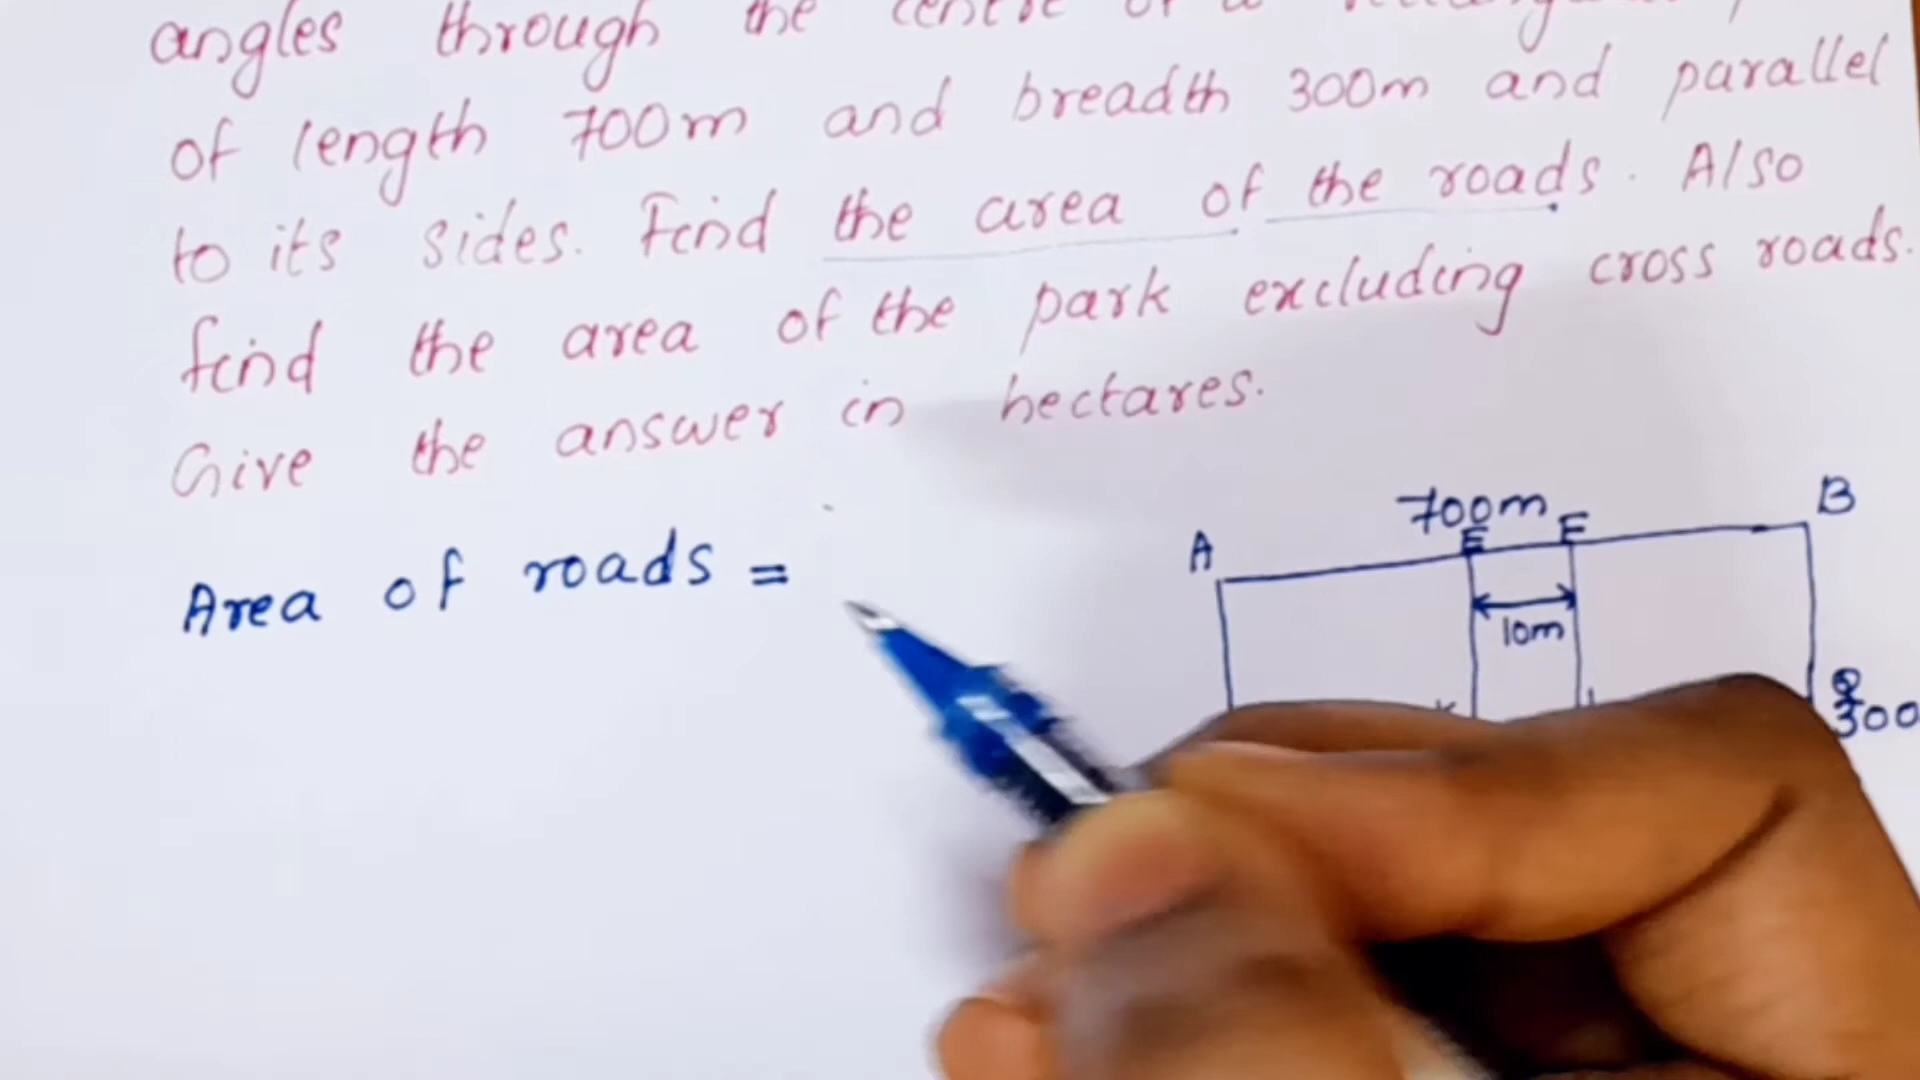 angles through the centre of a
of length 700m and breadth 300m and parallel
to its sides. Find the area of the roads. Also
find the area of the park excluding cross roads.
Give the answer in hectares.
Area of roads =
700m
A E F B
10m
300